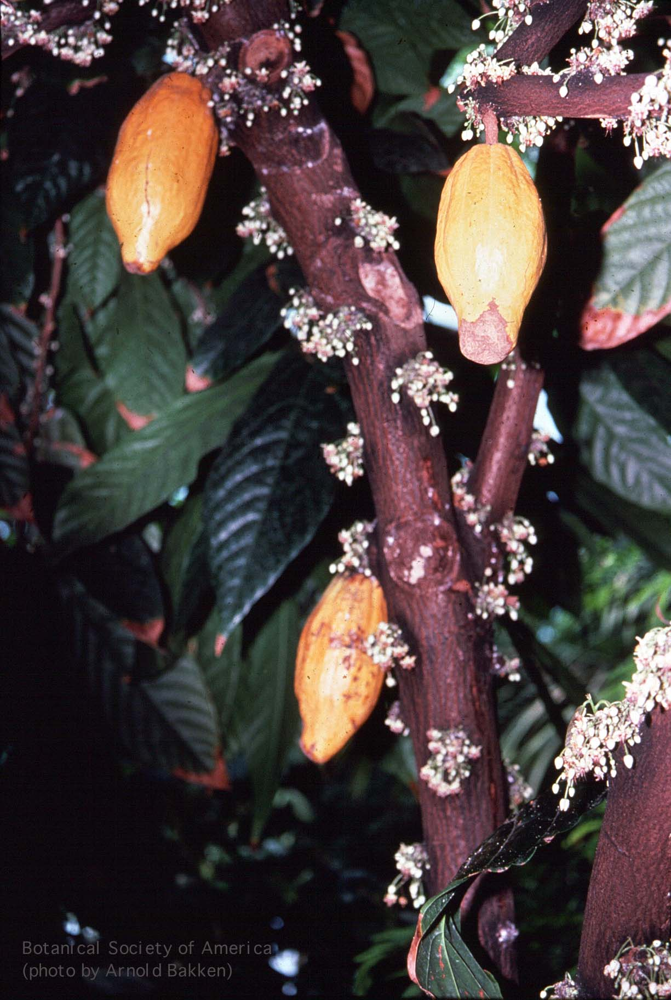 Botanical Society of America
(photo by Arnold Bakken)